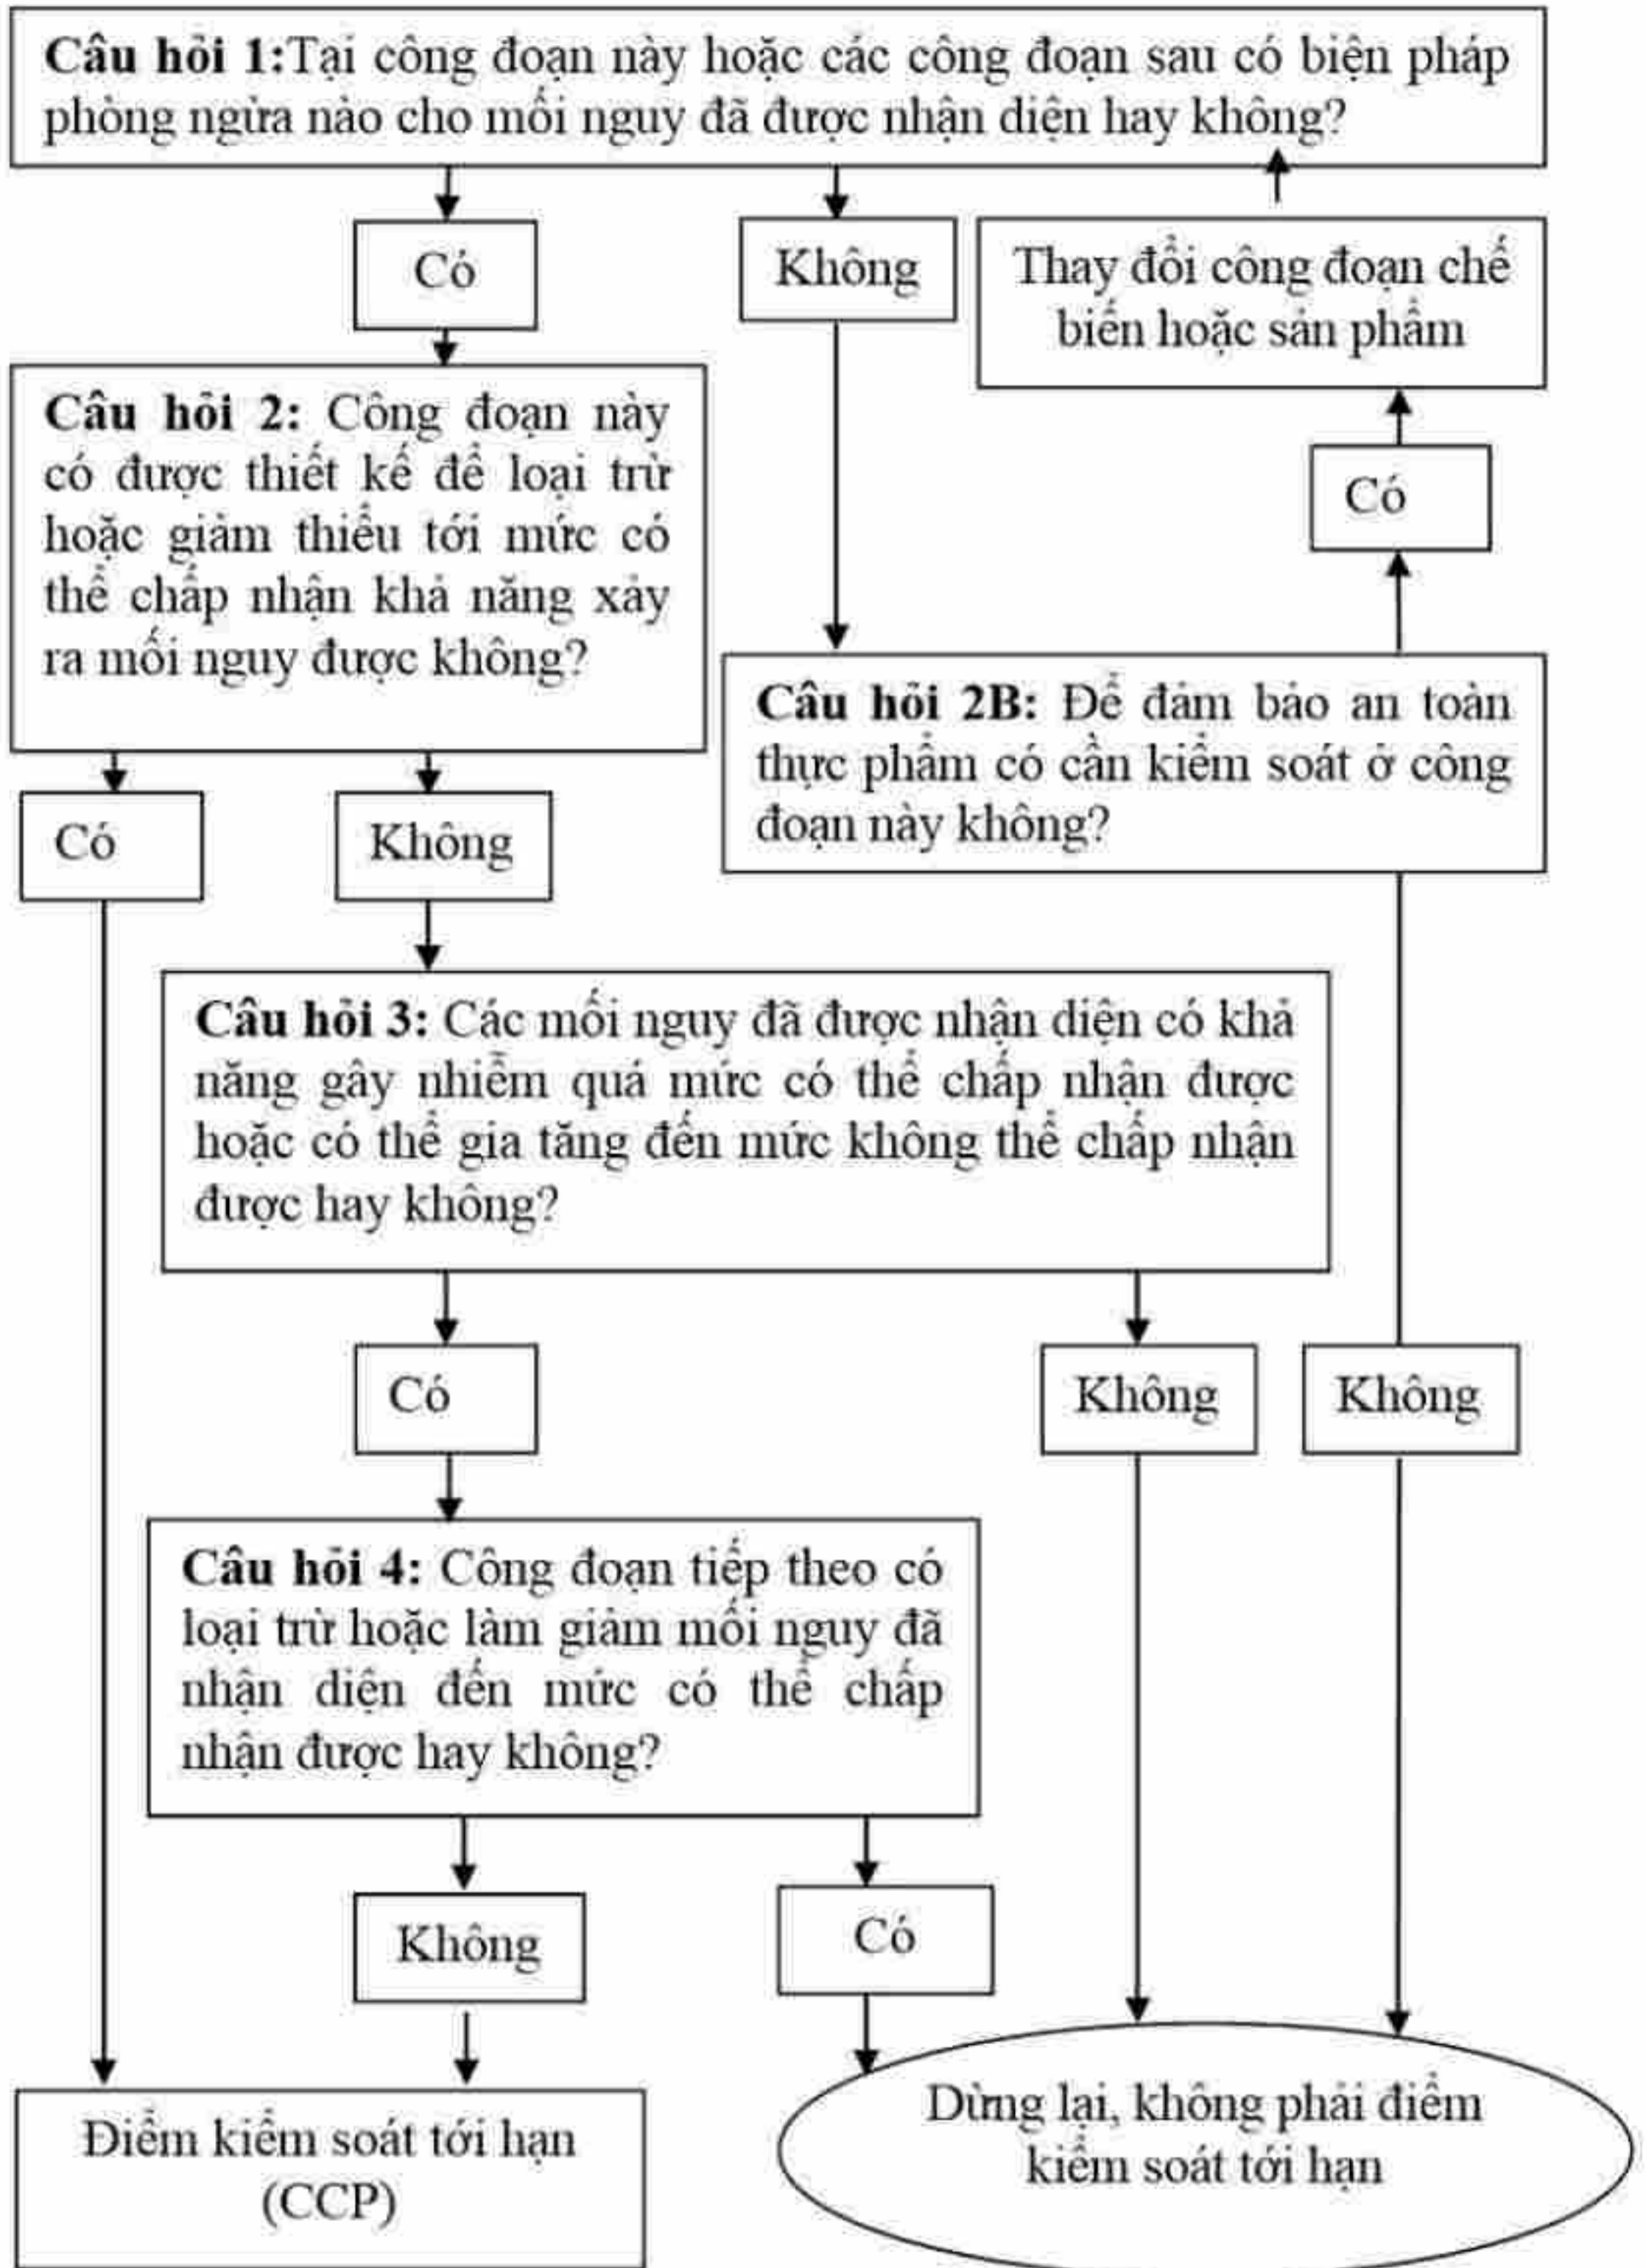 Câu hỏi 1:Tại công đoạn này hoặc các công đoạn sau có biện pháp
phòng ngừa nào cho mối nguy đã được nhận diện hay không?
Có
Không
Thay đổi công đoạn chế
biến hoặc sản phẩm
Câu hỏi 2: Công đoạn này
có được thiết kế để loại trừ
hoặc giảm thiểu tới mức có
thể chấp nhận khả năng xảy
ra mối nguy được không?
Có
Câu hỏi 2B: Để đảm bảo an toàn
thực phẩm có cần kiểm soát ở công
đoạn này không?
Có
Không
Câu hỏi 3: Các mối nguy đã được nhận diện có khả
năng gây nhiễm quá mức có thể chấp nhận được
hoặc có thể gia tăng đến mức không thể chấp nhận
được hay không?
Có
Không
Không
Câu hỏi 4: Công đoạn tiếp theo có
loại trừ hoặc làm giảm mối nguy đã
nhận diện đến mức có thể chấp
nhận được hay không?
Không
Có
Điểm kiểm soát tới hạn
(CCP)
Dừng lại, không phải điểm
kiểm soát tới hạn